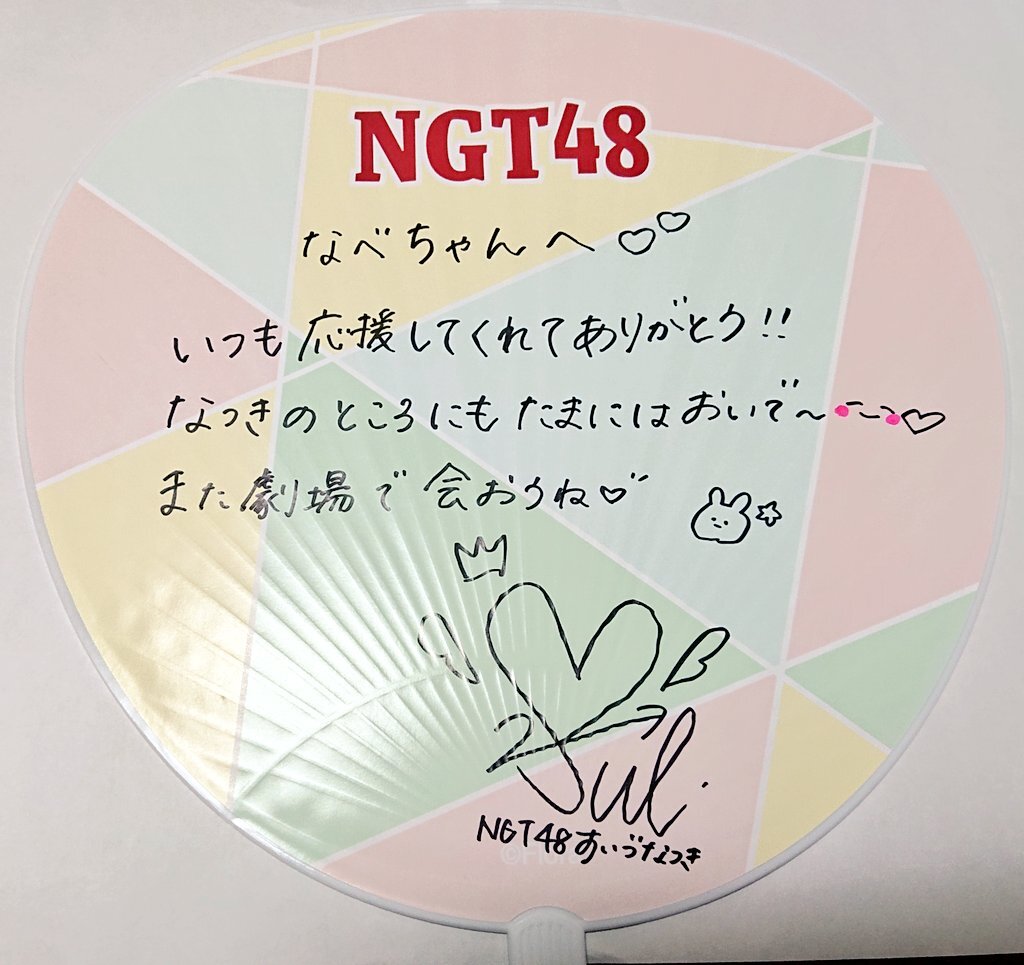 NGT48
なべちゃんへ♡♡
いつも応援してくれてありがとう!!
なつきのところにもたまにはおいで〜♡
また劇場で会おうね♡
NGT48 すいづなつき